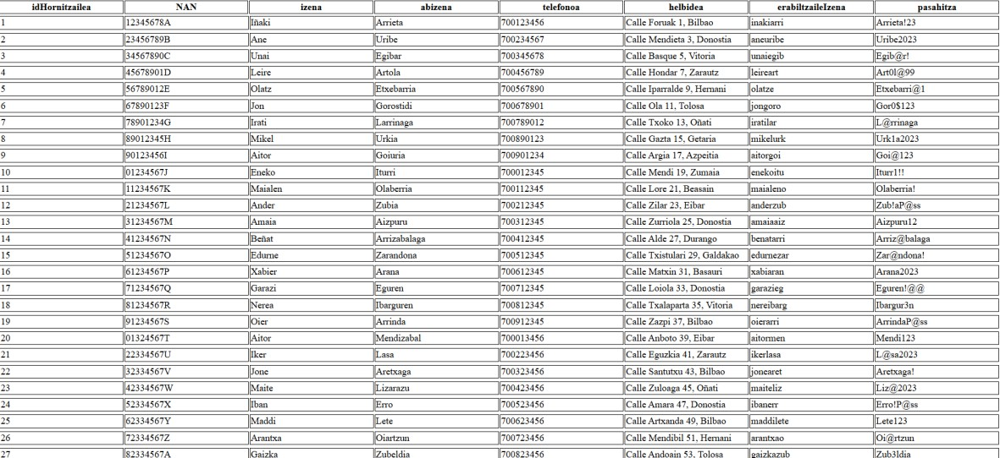 idHornitzailea NAN izena abizena telefonoa helbidea erabiltzaileIzena pasahitza
1 12345678A Iñaki Arrieta 700123456 Calle Foruak 1, Bilbao inakiarri Arrieta!23
2 23456789B Ane Uribe 700234567 Calle Mendieta 3, Donostia aneuribe Uribe2023
3 34567890C Unai Egibar 700345678 Calle Basque 5, Vitoria unaiegib Egib@r!
4 45678901D Leire Artola 700456789 Calle Hondar 7, Zarautz leireart Art0l@99
5 56789012E Olatz Etxebarria 700567890 Calle Iparralde 9, Hernani olatze Etxebarri@1
6 67890123F Jon Gorostidi 700678901 Calle Ola 11, Tolosa jongoro Gor0$123
7 78901234G Irati Larrinaga 700789012 Calle Txoko 13, Oñati iratilar L@rrinaga
8 89012345H Mikel Urkia 700890123 Calle Gazta 15, Getaria mikelurk Urk1a2023
9 90123456I Aitor Goiuria 700901234 Calle Argia 17, Azpeitia aitorgoi Goi@123
10 01234567J Eneko Iturri 700012345 Calle Mendi 19, Zumaia enekoitu Iturr1!!
11 11234567K Maialen Olaberria 700112345 Calle Lore 21, Beasain maialeno Olaberria!
12 21234567L Ander Zubia 700212345 Calle Zilar 23, Eibar anderzub Zub!aP@ss
13 31234567M Amaia Aizpuru 700312345 Calle Zurriola 25, Donostia amaiaaiz Aizpuru12
14 41234567N Beñat Arrizabalaga 700412345 Calle Alde 27, Durango benatarri Arriz@balaga
15 51234567O Edurne Zarandona 700512345 Calle Txistulari 29, Galdakao edurnezar Zar@ndona!
16 61234567P Xabier Arana 700612345 Calle Matxin 31, Basauri xabiaran Arana2023
17 71234567Q Garazi Eguren 700712345 Calle Loiola 33, Donostia garazieg Eguren!@@
18 81234567R Nerea Ibarguren 700812345 Calle Txalaparta 35, Vitoria nereibarg Ibargur3n
19 91234567S Oier Arrinda 700912345 Calle Zazpi 37, Bilbao oierarri ArrindaP@ss
20 01324567T Aitor Mendizabal 700013456 Calle Anboto 39, Eibar aitormen Mendi123
21 22334567U Iker Lasa 700223456 Calle Eguzkia 41, Zarautz ikerlasa L@sa2023
22 32334567V Jone Aretxaga 700323456 Calle Santutxu 43, Bilbao jonearet Aretxaga!
23 42334567W Maite Lizarazu 700423456 Calle Zuloaga 45, Oñati maiteliz Liz@2023
24 52334567X Iban Erro 700523456 Calle Amara 47, Donostia ibanerr Erro!P@ss
25 62334567Y Maddi Lete 700623456 Calle Artxanda 49, Bilbao maddilete Lete123
26 72334567Z Arantxa Oiartzun 700723456 Calle Mendibil 51, Hernani arantxao Oi@rtzun
27 82334567A Gaizka Zubeldia 700823456 Calle Andoain 53, Tolosa gaizkazub Zub3ldia